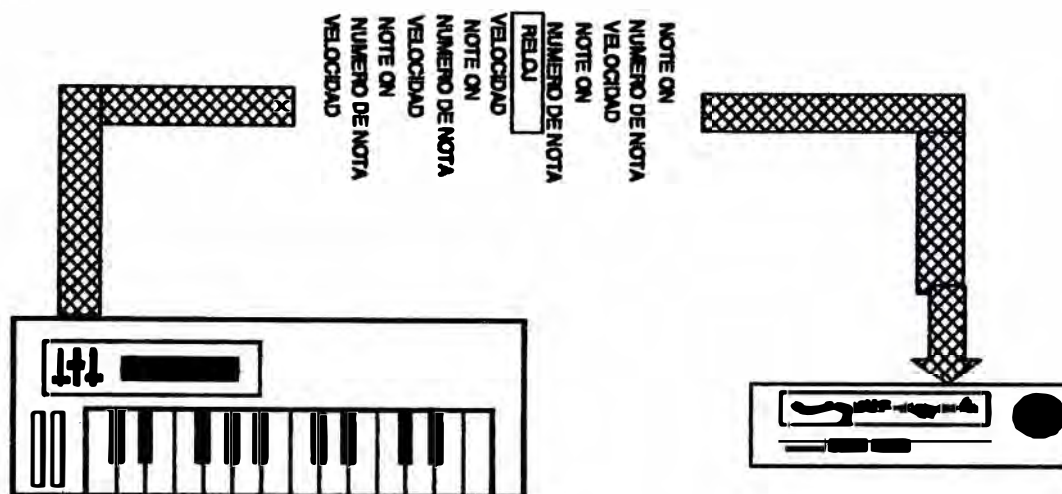 NOTE ON
NUMERO DE NOTA
VELOCIDAD
NOTE ON
NUMERO DE NOTA
RELOJ
VELOCIDAD
NOTE ON
NUMERO DE NOTA
VELOCIDAD
NOTE ON
NUMERO DE NOTA
VELOCIDAD